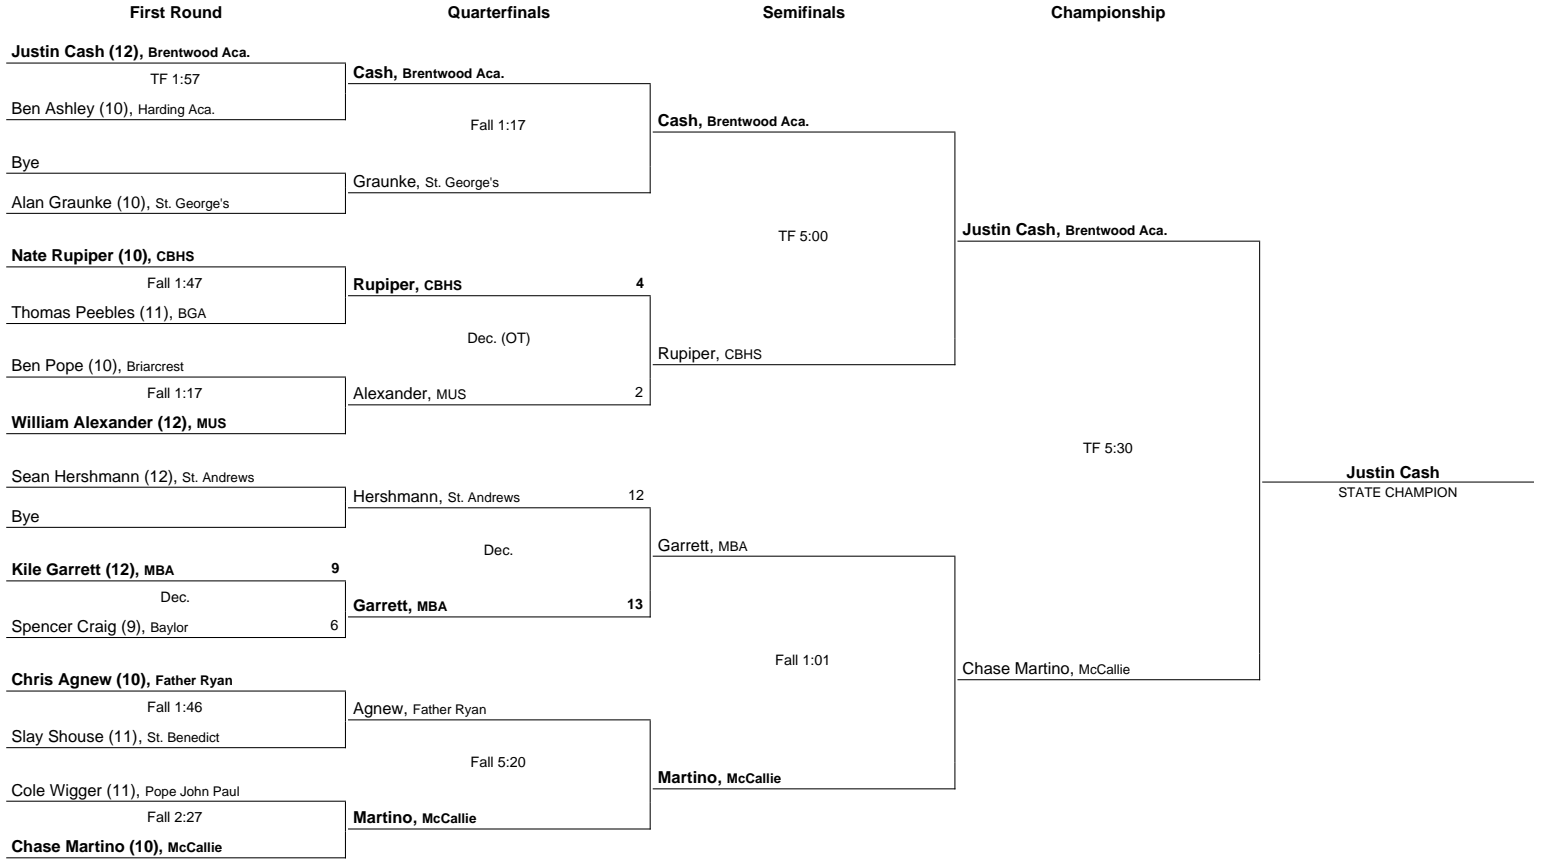 First Round Quarterfinals Semifinals Championship
Justin Cash (12), Brentwood Aca.
TF 1:57
Ben Ashley (10), Harding Aca.
Bye
Alan Graunke (10), St. George's
Nate Rupiper (10), CBHS
Fall 1:47
Thomas Peebles (11), BGA
Ben Pope (10), Briarcrest
Fall 1:17
William Alexander (12), MUS
Sean Hershmann (12), St. Andrews
Bye
Kile Garrett (12), MBA 9
Dec.
Spencer Craig (9), Baylor 6
Chris Agnew (10), Father Ryan
Fall 1:46
Slay Shouse (11), St. Benedict
Cole Wigger (11), Pope John Paul
Fall 2:27
Chase Martino (10), McCallie
Cash, Brentwood Aca.
Fall 1:17
Graunke, St. George's
Rupiper, CBHS 4
Dec. (OT)
Alexander, MUS 2
Hershmann, St. Andrews 12
Dec.
Garrett, MBA 13
Agnew, Father Ryan
Fall 5:20
Martino, McCallie
Cash, Brentwood Aca.
TF 5:00
Rupiper, CBHS
Garrett, MBA
Fall 1:01
Martino, McCallie
Justin Cash, Brentwood Aca.
TF 5:30
Chase Martino, McCallie
Justin Cash
STATE CHAMPION